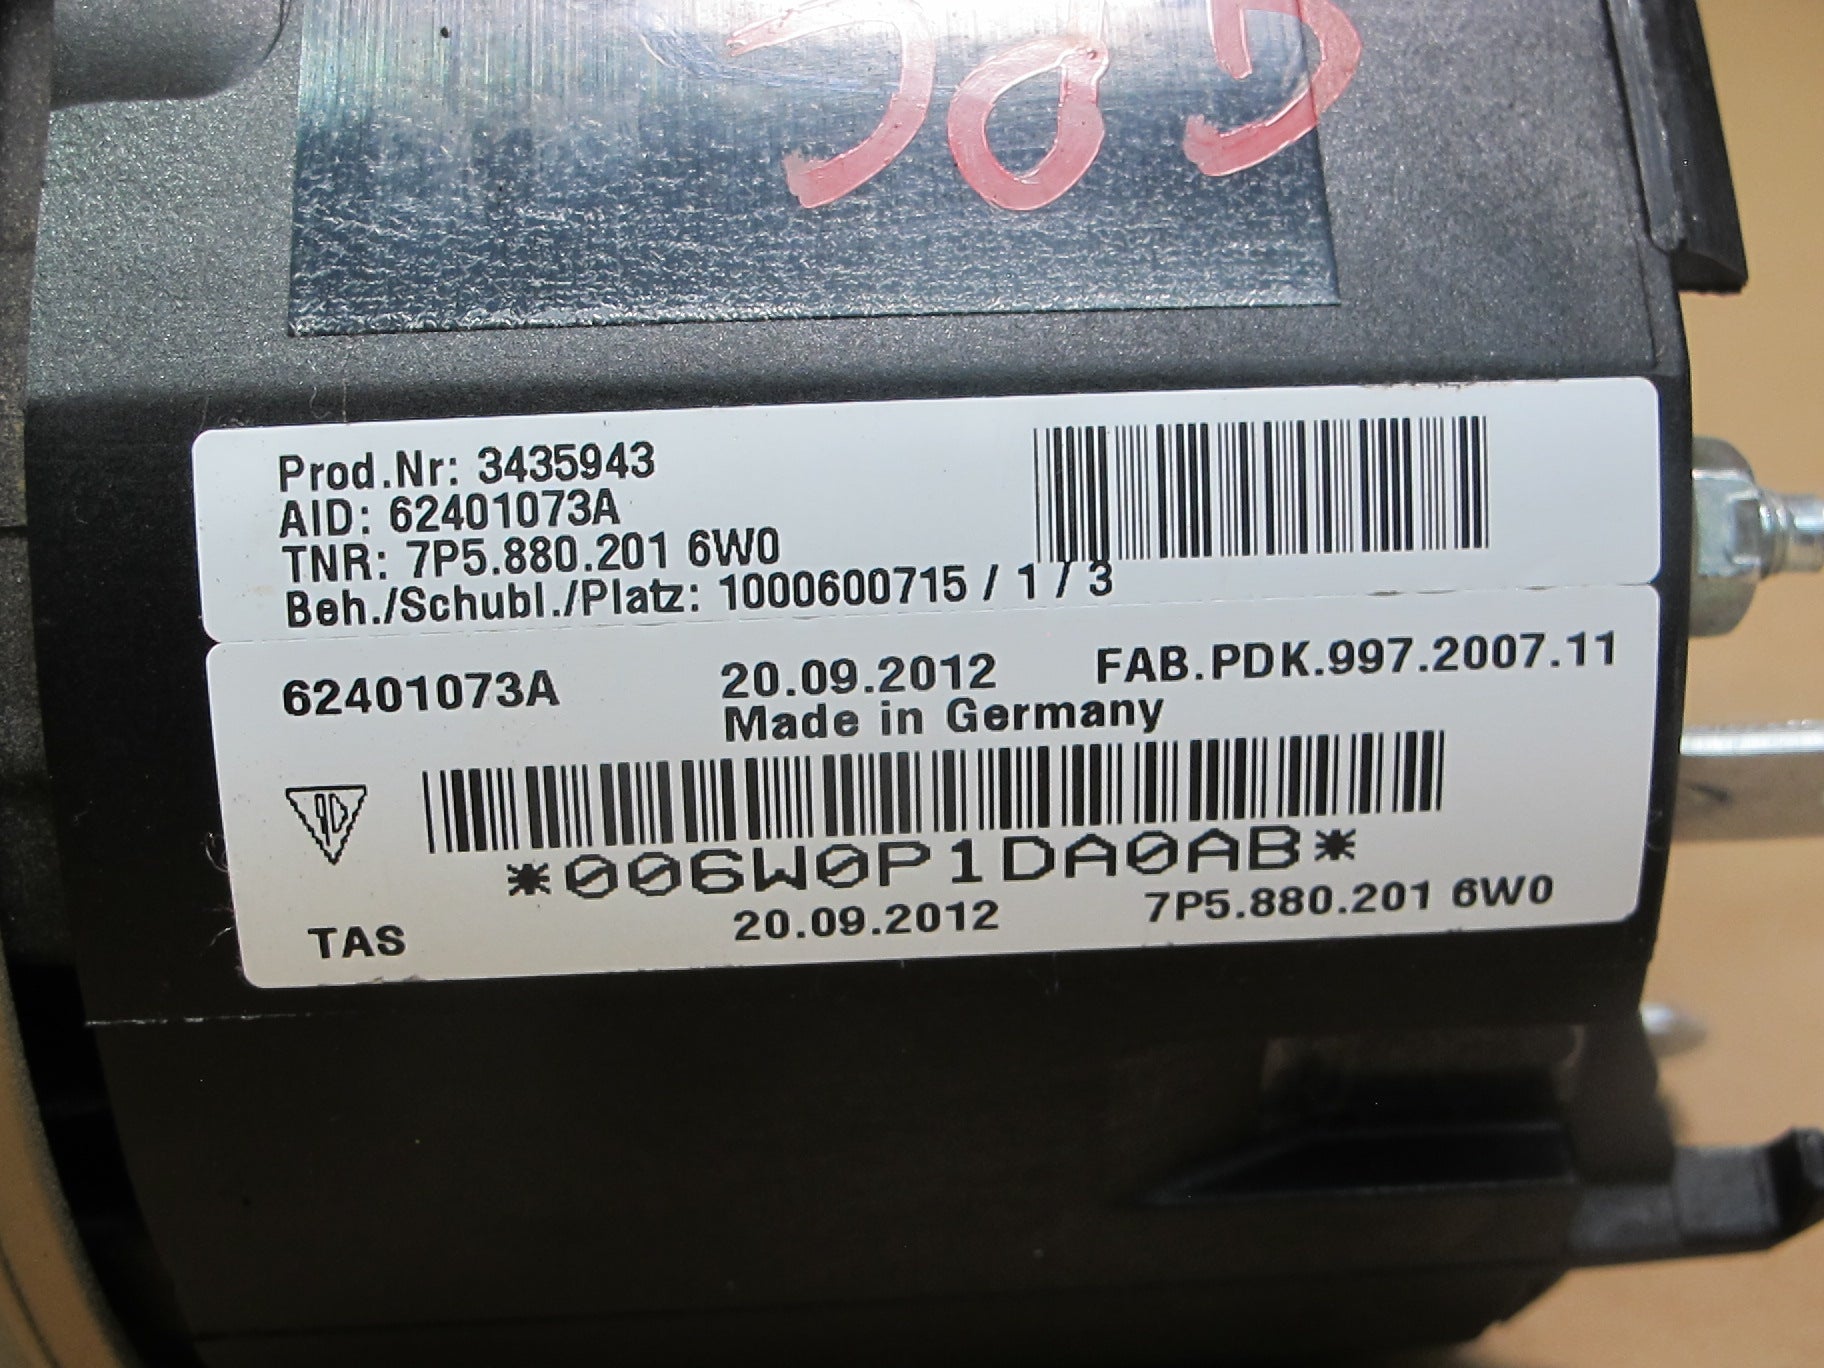 Prod.Nr: 3435943
AID: 62401073A
TNR: 7P5.880.201 6W0
Beh./Schubl./Platz: 1000600715 / 1 / 3
62401073A 20.09.2012 FAB.PDK.997.2007.11
Made in Germany
*006W0P1DA0AB*
TAS 20.09.2012 7P5.880.201 6W0